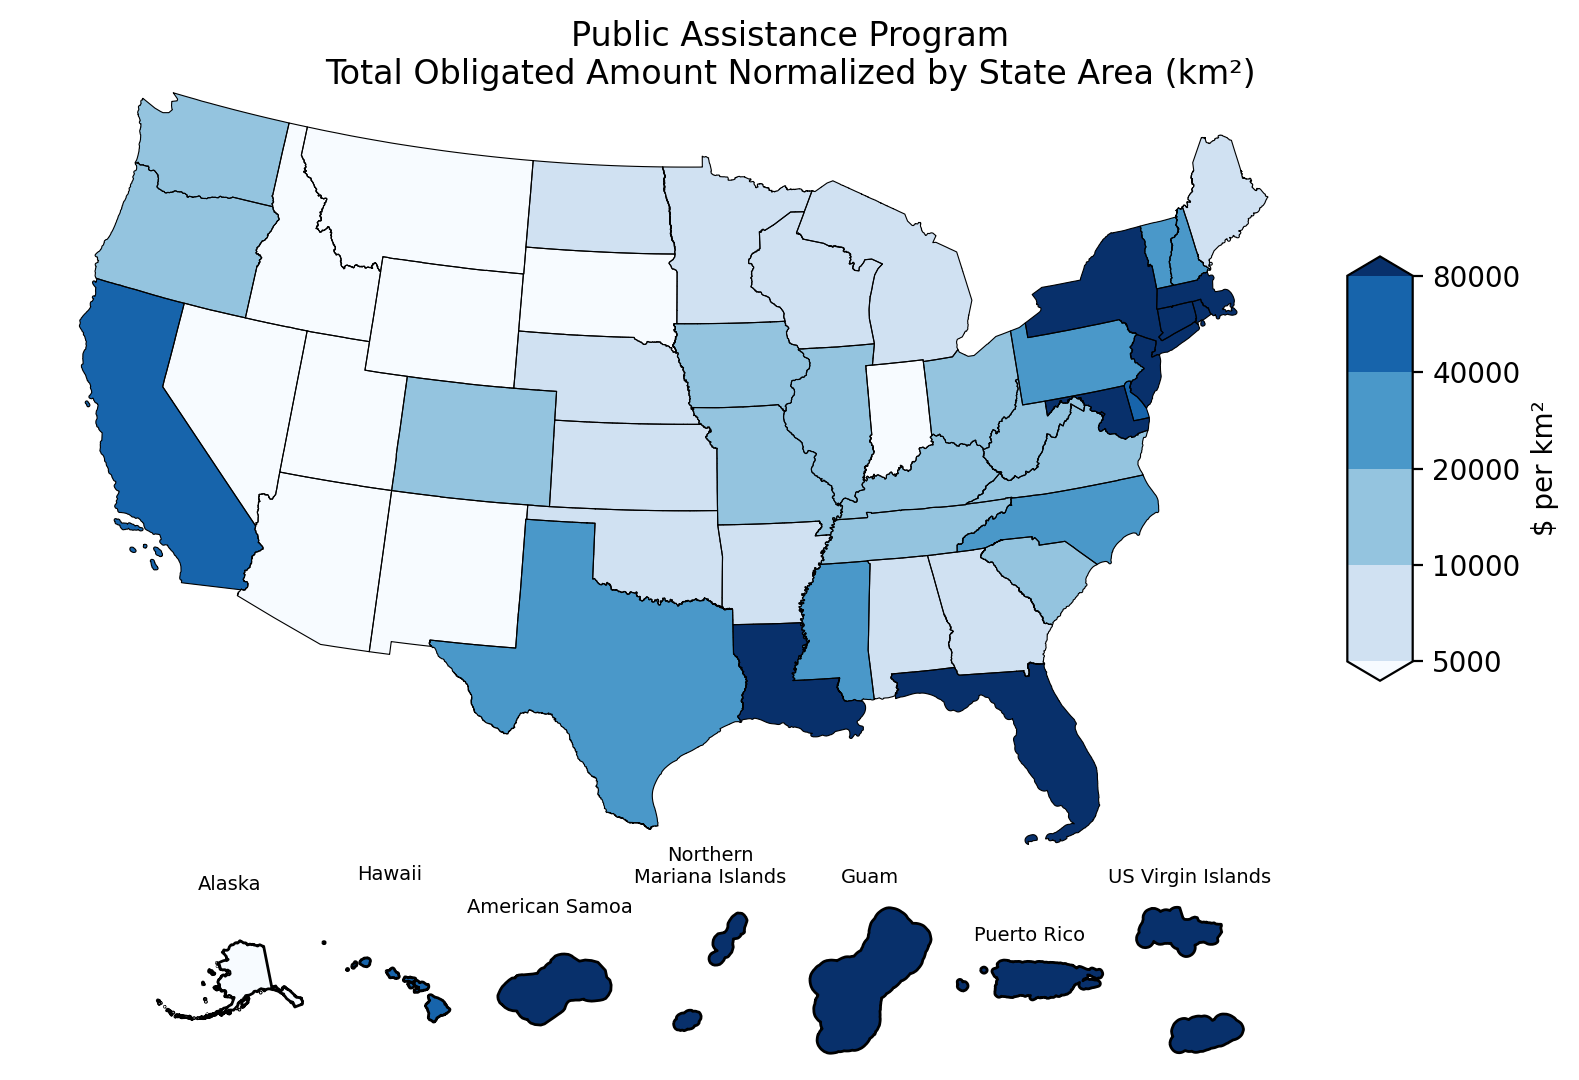 Public Assistance Program
Total Obligated Amount Normalized by State Area (km²)
80000
40000
20000
10000
5000
$ per km²
Alaska
Hawaii
American Samoa
Northern
Mariana Islands
Guam
Puerto Rico
US Virgin Islands